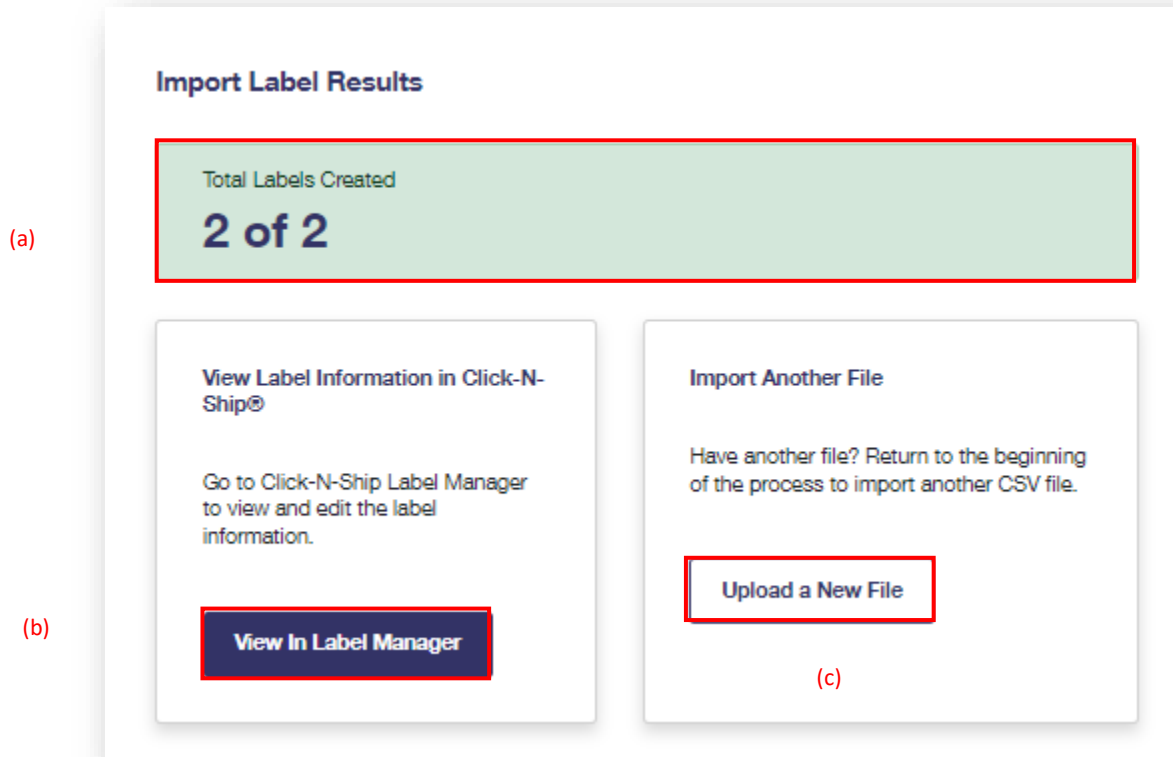 Import Label Results
Total Labels Created
(a)
2 of 2
View Label Information in Click-N-
Ship®
Go to Click-N-Ship Label Manager
to view and edit the label
information.
(b)
View In Label Manager
Import Another File
Have another file? Return to the beginning
of the process to import another CSV file.
Upload a New File
(c)